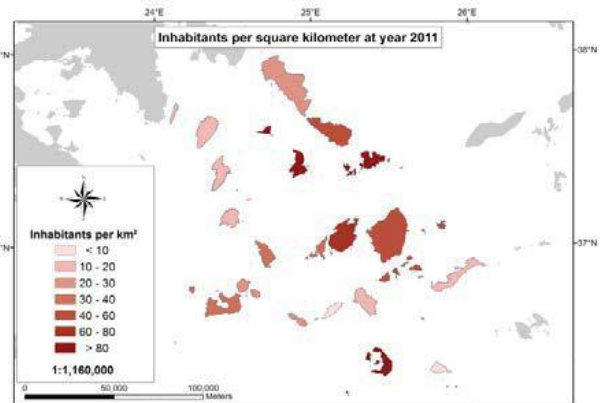 24°E 25°E 26°E
Inhabitants per square kilometer at year 2011
°N
38°N
°N
37°N
Inhabitants per km²
< 10
10 - 20
20 - 30
30 - 40
40 - 60
60 - 80
> 80
1:1,160,000
0 50,000 100,000
Meters